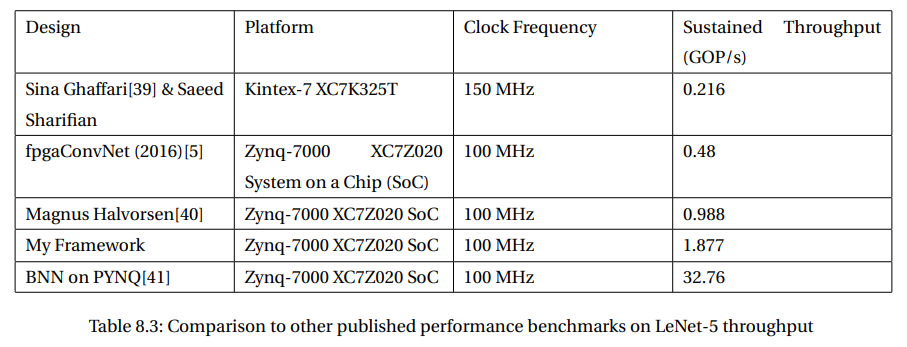 Design Platform Clock Frequency Sustained Throughput
(GOP/s)
Sina Ghaffari[39] & Saeed Kintex-7 XC7K325T 150 MHz 0.216
Sharifian
fpgaConvNet (2016)[5] Zynq-7000 XC7Z020 100 MHz 0.48
System on a Chip (SoC)
Magnus Halvorsen[40] Zynq-7000 XC7Z020 SoC 100 MHz 0.988
My Framework Zynq-7000 XC7Z020 SoC 100 MHz 1.877
BNN on PYNQ[41] Zynq-7000 XC7Z020 SoC 100 MHz 32.76
Table 8.3: Comparison to other published performance benchmarks on LeNet-5 throughput